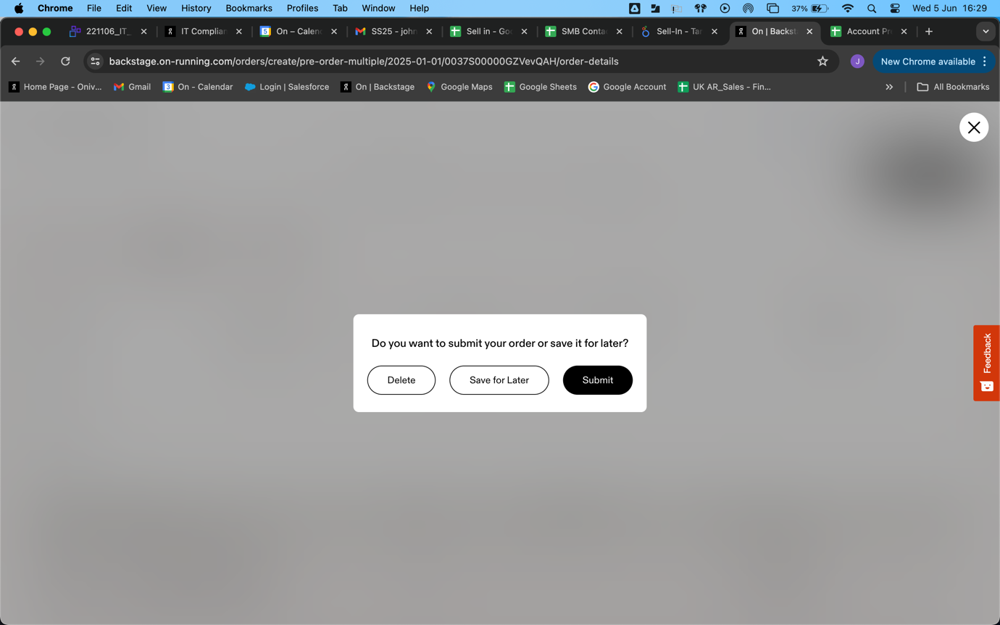 Chrome File Edit View History Bookmarks Profiles Tab Window Help 37% Wed 5 Jun 16:29
221106_IT_ IT Complian On – Calen SS25 - john Sell in - Goo SMB Conta Sell-In - Tar On | Backst Account Pr
backstage.on-running.com/orders/create/pre-order-multiple/2025-01-01/0037S00000GZVevQAH/order-details J New Chrome available
Home Page - Oniv... Gmail 3 On - Calendar Login | Salesforce On | Backstage Google Maps Google Sheets Google Account UK AR_Sales - Fin... All Bookmarks
Do you want to submit your order or save it for later?
Delete Save for Later Submit
Feedback